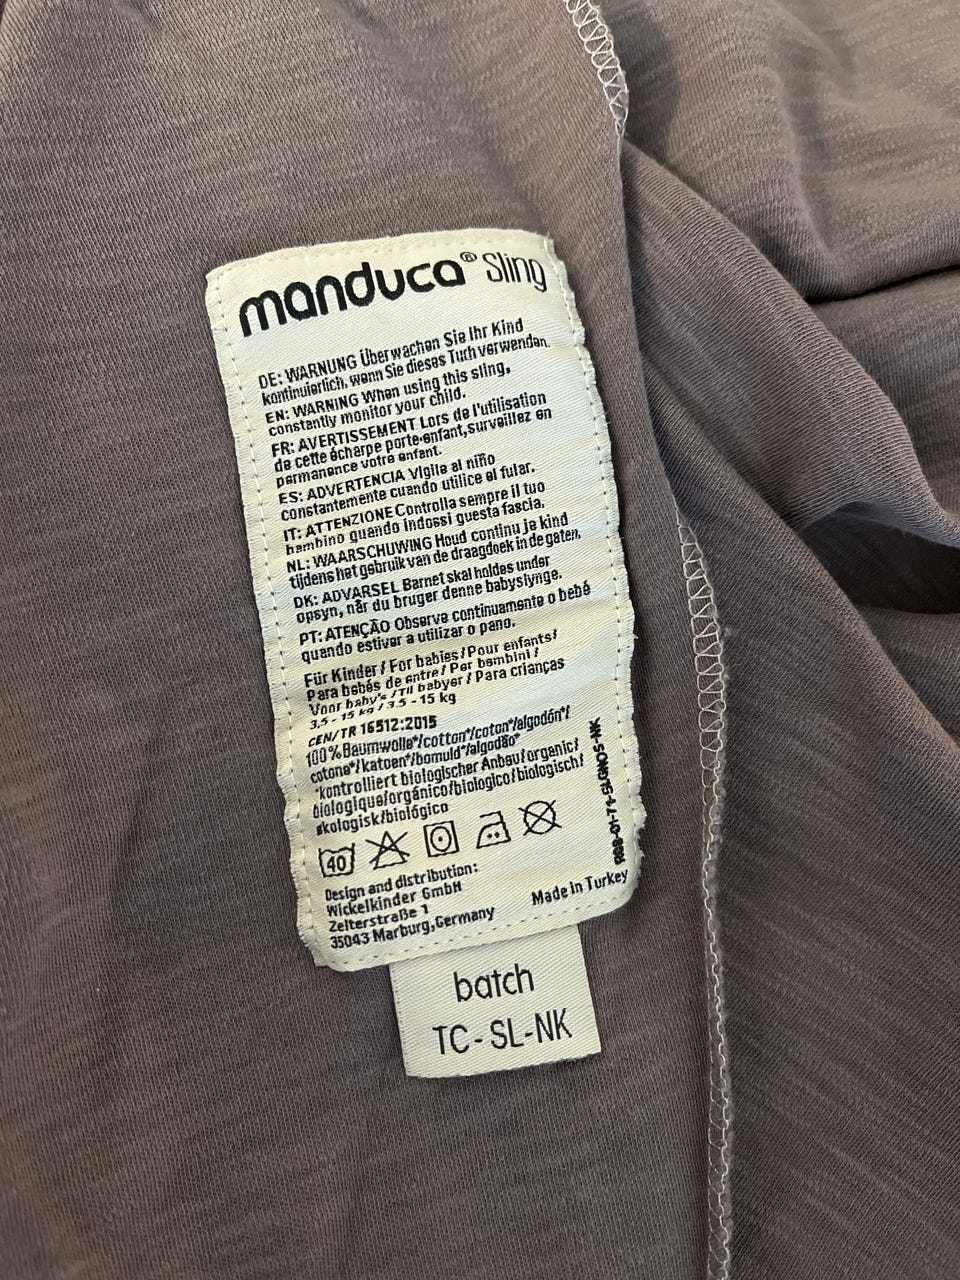 manduca® Sling
DE: WARNUNG Überwachen Sie Ihr Kind
kontinuierlich, wenn Sie dieses Tuch verwenden.
EN: WARNING When using this sling,
constantly monitor your child.
FR: AVERTISSEMENT Lors de l'utilisation
de cette écharpe porte-enfant, surveillez en
permanence votre enfant.
ES: ADVERTENCIA Vigile al niño
constantemente cuando utilice el fular.
IT: ATTENZIONE Controlla sempre il tuo
bambino quando indossi questa fascia.
NL: WAARSCHUWING Houd continu je kind
tijdens het gebruik van de draagdoek in de gaten.
DK: ADVARSEL Barnet skal holdes under
opsyn, når du bruger denne babyslynge.
PT: ATENÇÃO Observe continuamente o bebé
quando estiver a utilizar o pano.
Für Kinder / For babies / Pour enfants/
Para bebés de entre / Per bambini /
Voor baby's / Til babyer / Para crianças
3,5 - 15 kg / 3.5 - 15 kg
CEN/TR 16512:2015
100% Baumwolle*/cotton*/coton*/algodón*/
cotone*/katoen*/bomuld*/algodão*
*kontrolliert biologischer Anbau/organic/
biologique/orgánico/biologico/biologisch/
økologisk/biológico
40
Design and distribution:
Wickelkinder GmbH
Zelterstraße 1
35043 Marburg, Germany
Made in Turkey
batch
TC-SL-NK